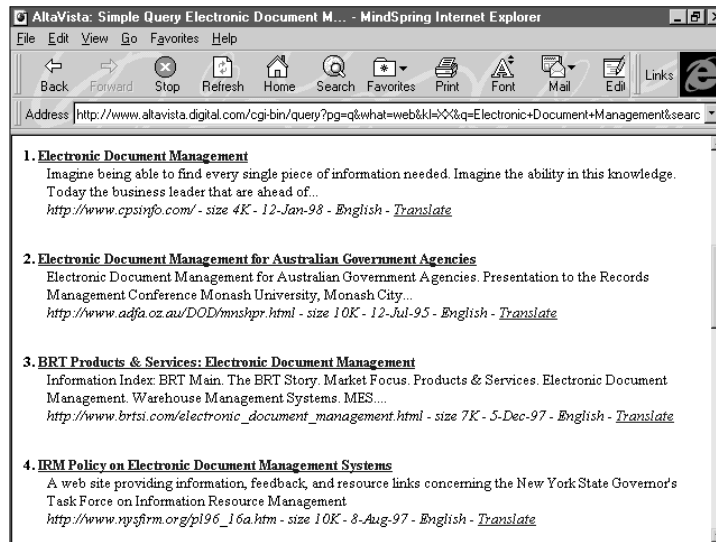 AltaVista: Simple Query Electronic Document M... - MindSpring Internet Explorer
File Edit View Go Favorites Help
Back Forward Stop Refresh Home Search Favorites Print Font Mail Edit Links
Address http://www.altavista.digital.com/cgi-bin/query?pg=q&what=web&kl=XX&q=Electronic+Document+Management&searc
1. Electronic Document Management
Imagine being able to find every single piece of information needed. Imagine the ability in this knowledge.
Today the business leader that are ahead of...
http://www.cpsinfo.com/ - size 4K - 12-Jan-98 - English - Translate
2. Electronic Document Management for Australian Government Agencies
Electronic Document Management for Australian Government Agencies. Presentation to the Records
Management Conference Monash University, Monash City...
http://www.adfa.oz.au/DOD/mnshpr.html - size 10K - 12-Jul-95 - English - Translate
3. BRT Products & Services: Electronic Document Management
Information Index: BRT Main. The BRT Story. Market Focus. Products & Services. Electronic Document
Management. Warehouse Management Systems. MES....
http://www.brtsi.com/electronic_document_management.html - size 7K - 5-Dec-97 - English - Translate
4. IRM Policy on Electronic Document Management Systems
A web site providing information, feedback, and resource links concerning the New York State Governor's
Task Force on Information Resource Management
http://www.nysfirm.org/pl96_16a.htm - size 10K - 8-Aug-97 - English - Translate